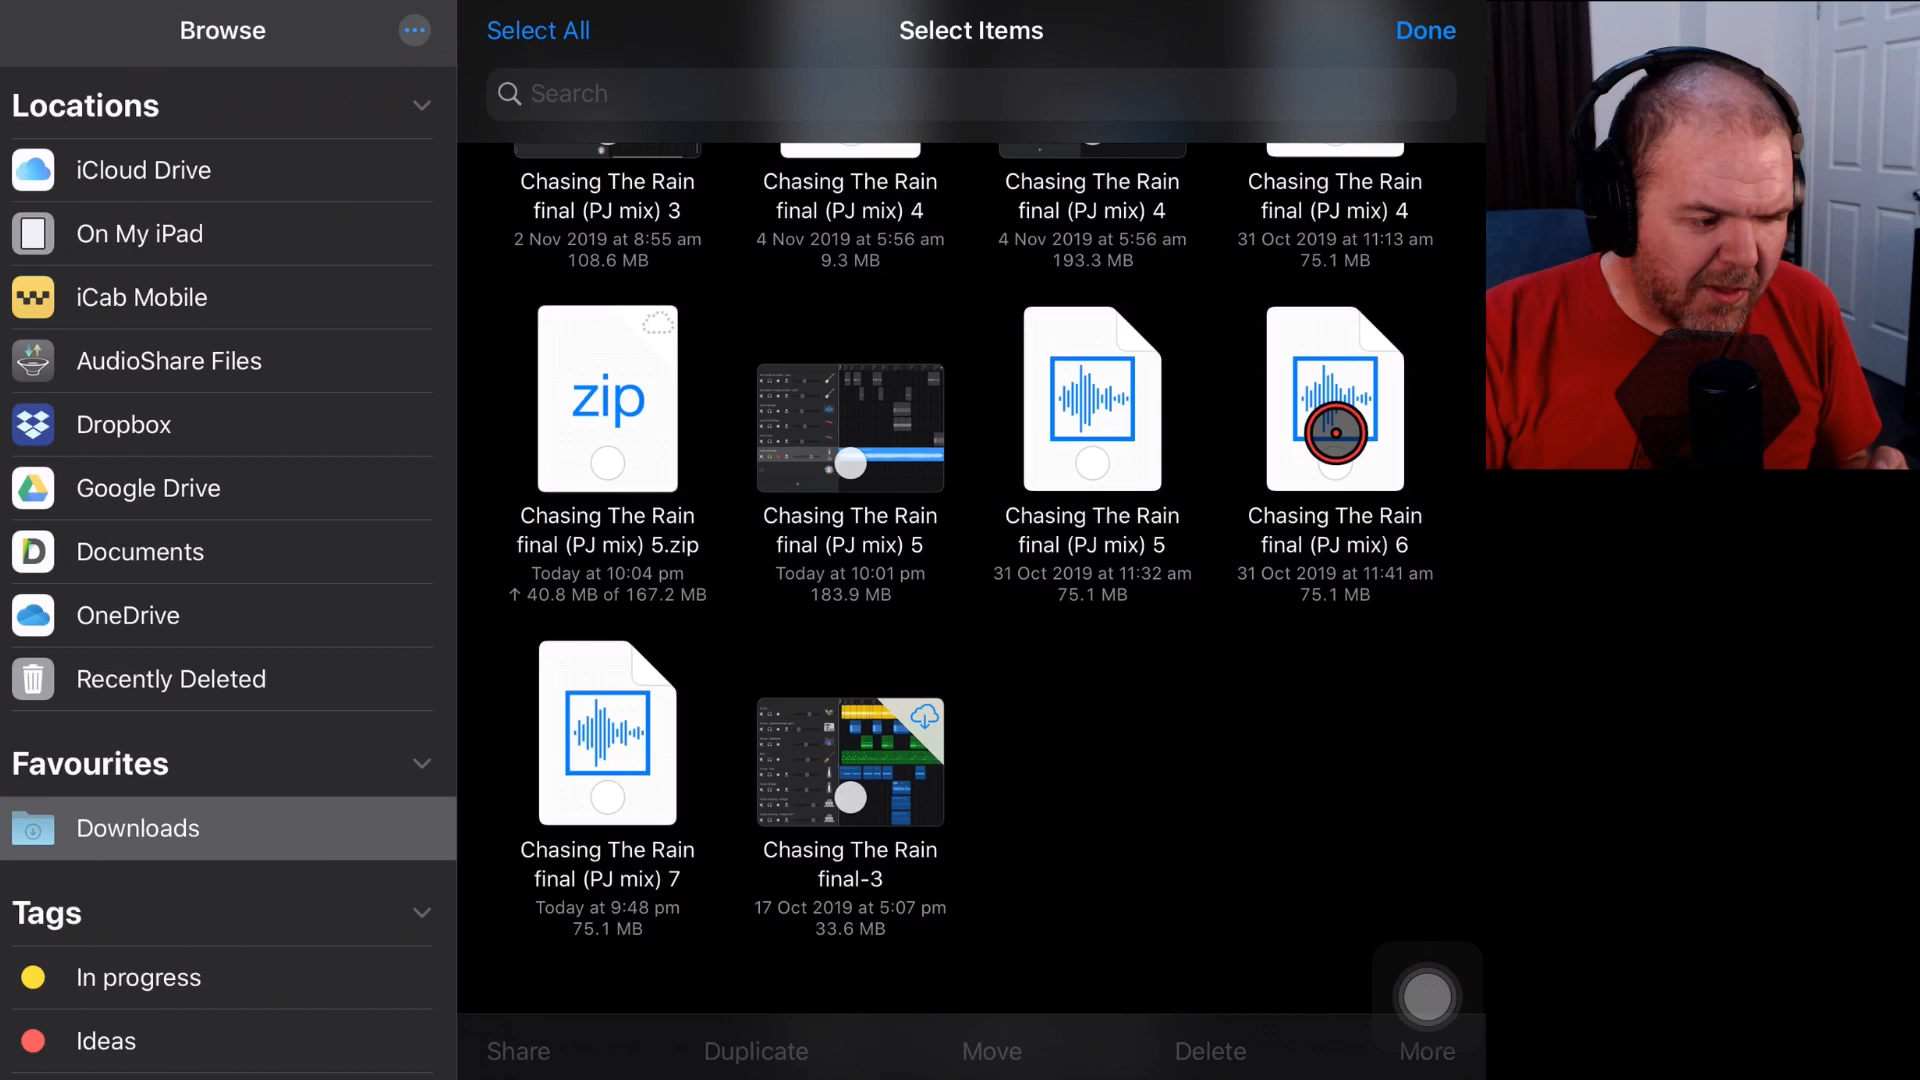 Browse
Select All
Select Items
Done
Search
Locations
iCloud Drive
On My iPad
iCab Mobile
AudioShare Files
Dropbox
Google Drive
Documents
OneDrive
Recently Deleted
Favourites
Downloads
Tags
In progress
Ideas
Chasing The Rain
final (PJ mix) 3
2 Nov 2019 at 8:55 am
108.6 MB
Chasing The Rain
final (PJ mix) 4
4 Nov 2019 at 5:56 am
9.3 MB
Chasing The Rain
final (PJ mix) 4
4 Nov 2019 at 5:56 am
193.3 MB
Chasing The Rain
final (PJ mix) 4
31 Oct 2019 at 11:13 am
75.1 MB
zip
Chasing The Rain
final (PJ mix) 5.zip
Today at 10:04 pm
↑ 40.8 MB of 167.2 MB
Chasing The Rain
final (PJ mix) 5
Today at 10:01 pm
183.9 MB
Chasing The Rain
final (PJ mix) 5
31 Oct 2019 at 11:32 am
75.1 MB
Chasing The Rain
final (PJ mix) 6
31 Oct 2019 at 11:41 am
75.1 MB
Chasing The Rain
final (PJ mix) 7
Today at 9:48 pm
75.1 MB
Chasing The Rain
final-3
17 Oct 2019 at 5:07 pm
33.6 MB
Share
Duplicate
Move
Delete
More